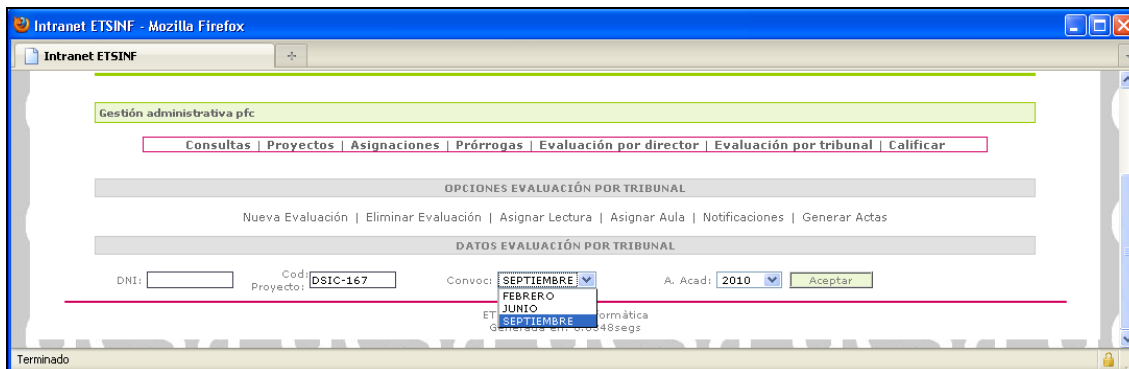 Intranet ETSINF - Mozilla Firefox
Intranet ETSINF
Gestión administrativa pfc
Consultas | Proyectos | Asignaciones | Prórrogas | Evaluación por director | Evaluación por tribunal | Calificar
OPCIONES EVALUACIÓN POR TRIBUNAL
Nueva Evaluación | Eliminar Evaluación | Asignar Lectura | Asignar Aula | Notificaciones | Generar Actas
DATOS EVALUACIÓN POR TRIBUNAL
DNI: Cod: Proyecto: DSIC-167 Convoc: SEPTIEMBRE A. Acad: 2010 Aceptar
FEBRERO
JUNIO
SEPTIEMBRE
Terminado